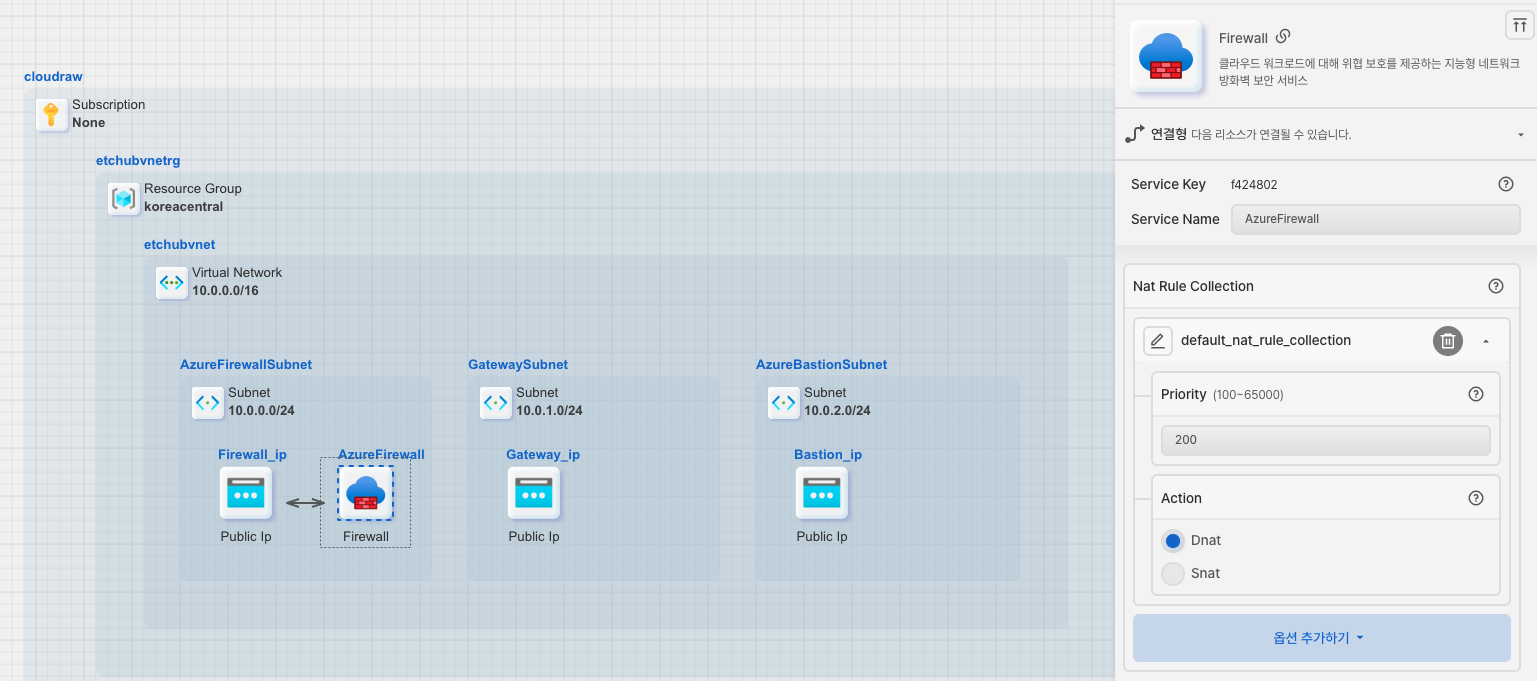 cloudraw
Subscription
None
etchubvnetrg
Resource Group
koreacentral
etchubvnet
Virtual Network
10.0.0.0/16
AzureFirewallSubnet
Subnet
10.0.0.0/24
Firewall_ip
Public Ip
AzureFirewall
Firewall
GatewaySubnet
Subnet
10.0.1.0/24
Gateway_ip
Public Ip
AzureBastionSubnet
Subnet
10.0.2.0/24
Bastion_ip
Public Ip
Firewall
클라우드 워크로드에 대해 위협 보호를 제공하는 지능형 네트워크
방화벽 보안 서비스
연결형 다음 리소스가 연결될 수 있습니다.
Service Key f424802
Service Name AzureFirewall
Nat Rule Collection
default_nat_rule_collection
Priority (100~65000)
200
Action
Dnat
Snat
옵션 추가하기